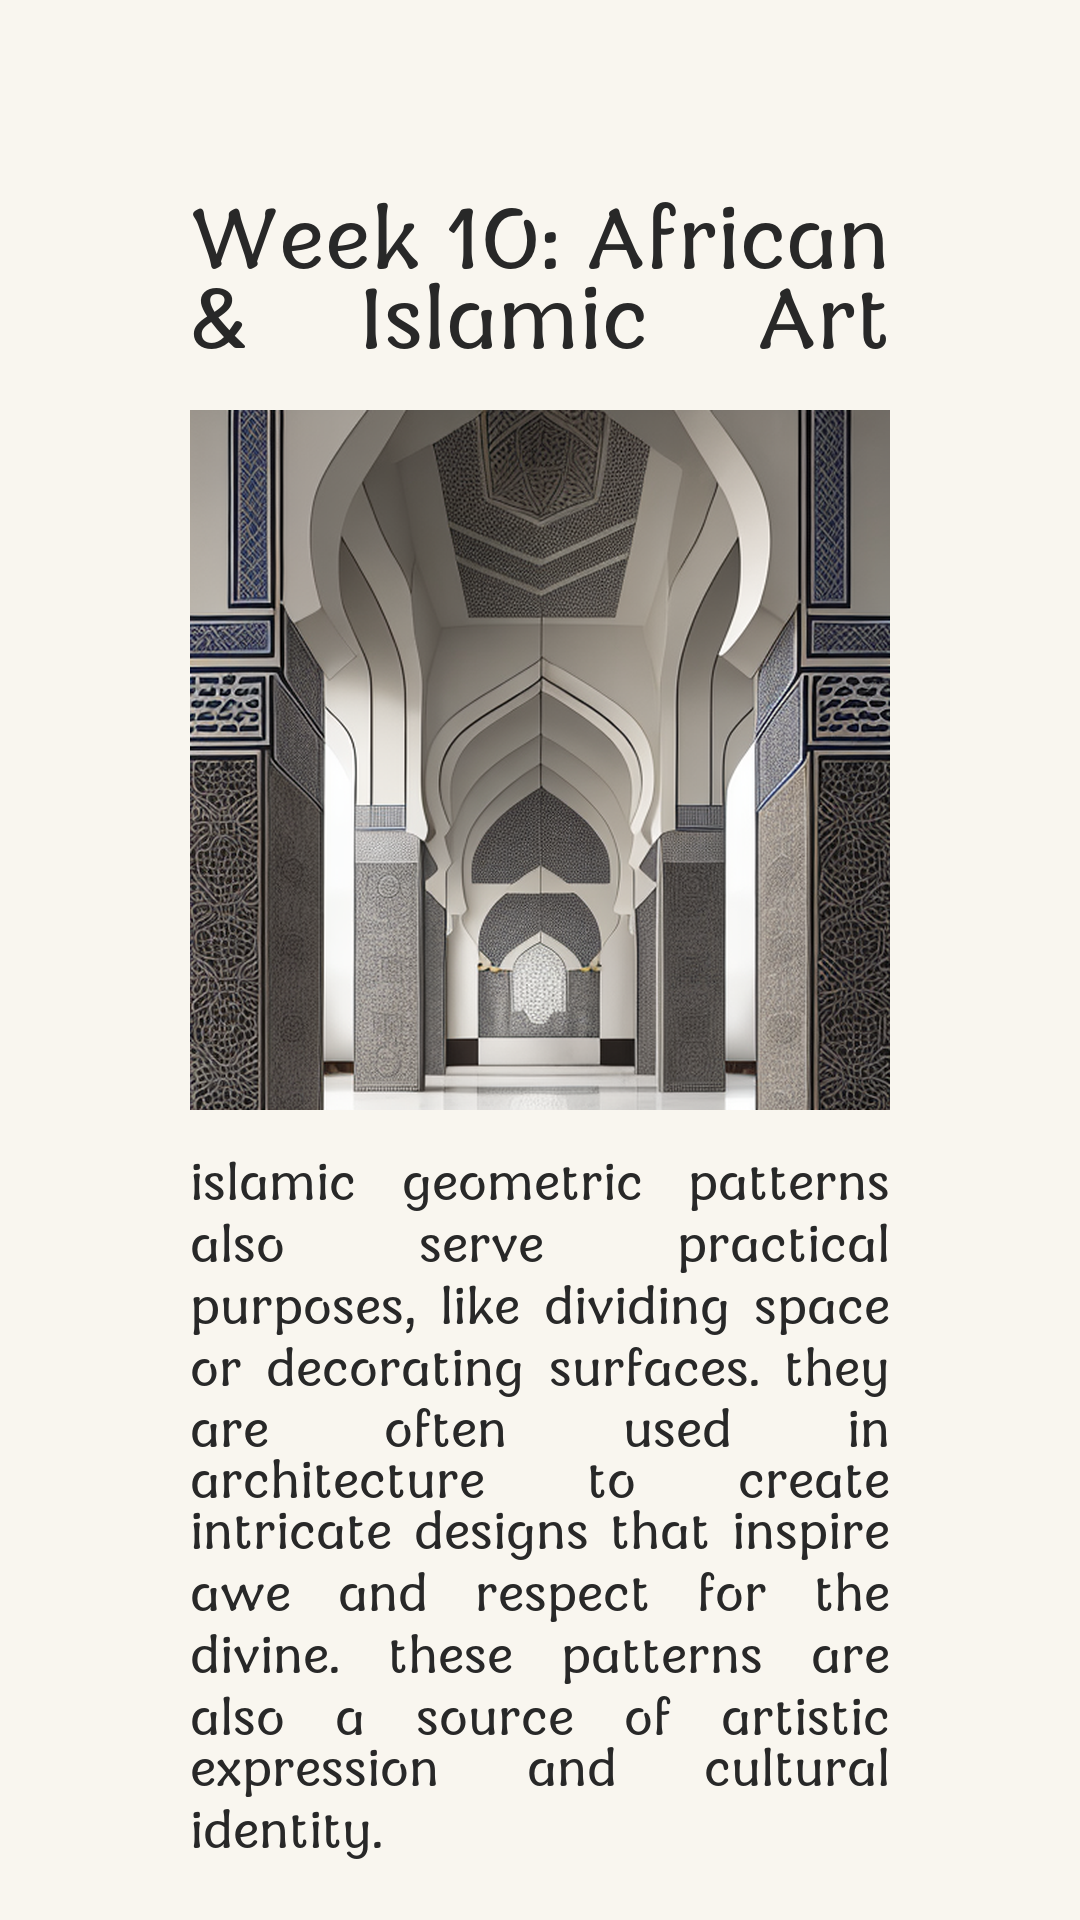 Week 10: African
& Islamic Art
islamic geometric patterns
also serve practical
purposes, like dividing space
or decorating surfaces. they
are often used in
architecture to create
intricate designs that inspire
awe and respect for the
divine. these patterns are
also a source of artistic
expression and cultural
identity.